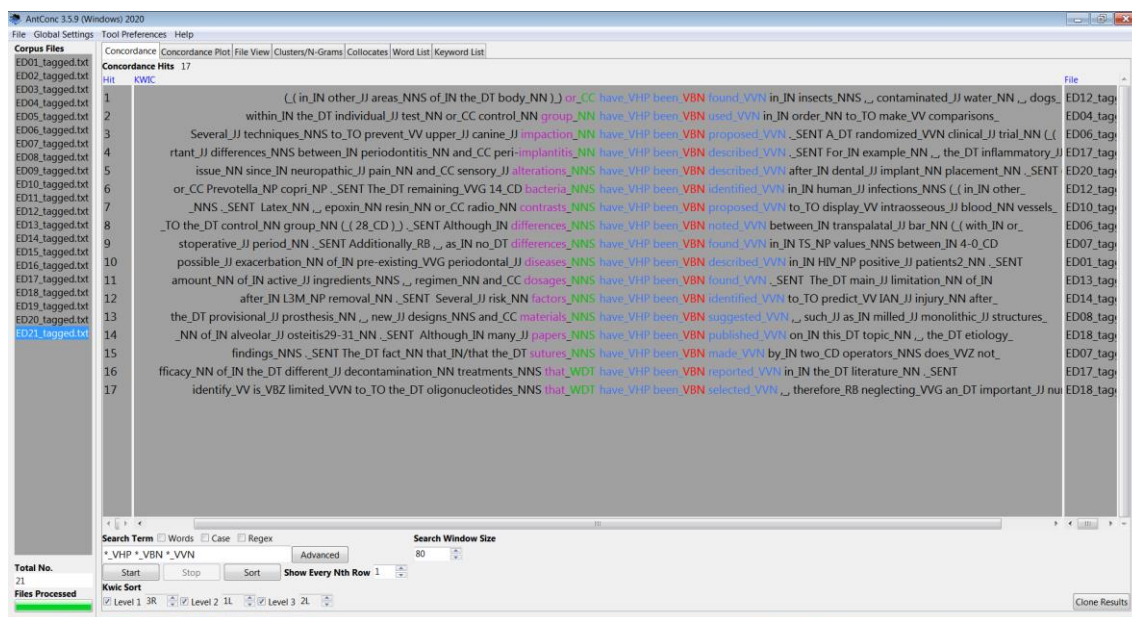 AntConc 3.5.9 (Windows) 2020
File Global Settings Tool Preferences Help
Corpus Files
ED01_tagged.txt
ED02_tagged.txt
ED03_tagged.txt
ED04_tagged.txt
ED05_tagged.txt
ED06_tagged.txt
ED07_tagged.txt
ED08_tagged.txt
ED09_tagged.txt
ED10_tagged.txt
ED11_tagged.txt
ED12_tagged.txt
ED13_tagged.txt
ED14_tagged.txt
ED15_tagged.txt
ED16_tagged.txt
ED17_tagged.txt
ED18_tagged.txt
ED19_tagged.txt
ED20_tagged.txt
ED21_tagged.txt
Total No.
21
Files Processed
Concordance Concordance Plot File View Clusters/N-Grams Collocates Word List Keyword List
Concordance Hits 17
Hit KWIC File
1 (_( in_IN other_JJ areas_NNS of_IN the_DT body_NN )_) or_CC have_VHP been_VBN found_VVN in_IN insects_NNS ,_, contaminated_JJ water_NN ,_, dogs_ ED12_tag
2 within_IN the_DT individual_JJ test_NN or_CC control_NN group_NN have_VHP been_VBN used_VVN in_IN order_NN to_TO make_VV comparisons_ ED04_tag
3 Several_JJ techniques_NNS to_TO prevent_VV upper_JJ canine_JJ impaction_NN have_VHP been_VBN proposed_VVN ._SENT A_DT randomized_VVN clinical_JJ trial_NN (_( ED06_tag
4 rtant_JJ differences_NNS between_IN periodontitis_NN and_CC peri-implantitis_NN have_VHP been_VBN described_VVN ._SENT For_IN example_NN ,_, the_DT inflammatory_JJ ED17_tag
5 issue_NN since_IN neuropathic_JJ pain_NN and_CC sensory_JJ alterations_NNS have_VHP been_VBN described_VVN after_IN dental_JJ implant_NN placement_NN ._SENT ED20_tag
6 or_CC Prevotella_NP copri_NP ._SENT The_DT remaining_VVG 14_CD bacteria_NNS have_VHP been_VBN identified_VVN in_IN human_JJ infections_NNS (_( in_IN other_ ED12_tag
7 _NNS ._SENT Latex_NN ,_, epoxin_NN resin_NN or_CC radio_NN contrasts_NNS have_VHP been_VBN proposed_VVN to_TO display_VV intraosseous_JJ blood_NN vessels_ ED10_tag
8 _TO the_DT control_NN group_NN (_( 28_CD )_) ._SENT Although_IN differences_NNS have_VHP been_VBN noted_VVN between_IN transpalatal_JJ bar_NN (_( with_IN or_ ED06_tag
9 stoperative_JJ period_NN ._SENT Additionally_RB ,_, as_IN no_DT differences_NNS have_VHP been_VBN found_VVN in_IN TS_NP values_NNS between_IN 4-0_CD ED07_tag
10 possible_JJ exacerbation_NN of_IN pre-existing_VVG periodontal_JJ diseases_NNS have_VHP been_VBN described_VVN in_IN HIV_NP positive_JJ patients2_NN ._SENT ED01_tag
11 amount_NN of_IN active_JJ ingredients_NNS ,_, regimen_NN and_CC dosages_NNS have_VHP been_VBN found_VVN ._SENT The_DT main_JJ limitation_NN of_IN ED13_tag
12 after_IN L3M_NP removal_NN ._SENT Several_JJ risk_NN factors_NNS have_VHP been_VBN identified_VVN to_TO predict_VV IAN_JJ injury_NN after_ ED14_tag
13 the_DT provisional_JJ prosthesis_NN ,_, new_JJ designs_NNS and_CC materials_NNS have_VHP been_VBN suggested_VVN ,_, such_JJ as_IN milled_JJ monolithic_JJ structures_ ED08_tag
14 _NN of_IN alveolar_JJ osteitis29-31_NN ._SENT Although_IN many_JJ papers_NNS have_VHP been_VBN published_VVN on_IN this_DT topic_NN ,_, the_DT etiology_ ED18_tag
15 findings_NNS ._SENT The_DT fact_NN that_IN/that the_DT sutures_NNS have_VHP been_VBN made_VVN by_IN two_CD operators_NNS does_VVZ not_ ED07_tag
16 fficacy_NN of_IN the_DT different_JJ decontamination_NN treatments_NNS that_WDT have_VHP been_VBN reported_VVN in_IN the_DT literature_NN ._SENT ED17_tag
17 identify_VV is_VBZ limited_VVN to_TO the_DT oligonucleotides_NNS that_WDT have_VHP been_VBN selected_VVN ,_, therefore_RB neglecting_VVG an_DT important_JJ nu ED18_tag
Search Term Words Case Regex Search Window Size
*_VHP *_VBN *_VVN Advanced 80
Start Stop Sort Show Every Nth Row 1
Kwic Sort
Level 1 3R Level 2 1L Level 3 2L Clone Results